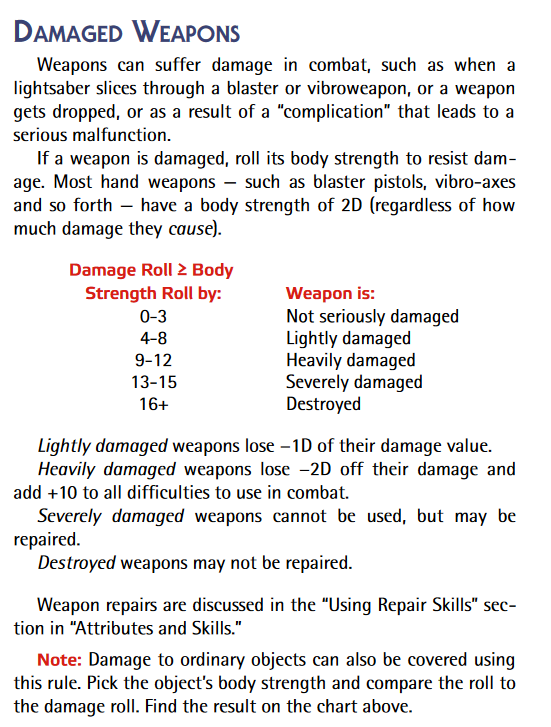 DAMAGED WEAPONS
Weapons can suffer damage in combat, such as when a
lightsaber slices through a blaster or vibroweapon, or a weapon
gets dropped, or as a result of a “complication” that leads to a
serious malfunction.
If a weapon is damaged, roll its body strength to resist dam-
age. Most hand weapons — such as blaster pistols, vibro-axes
and so forth — have a body strength of 2D (regardless of how
much damage they cause).
Damage Roll ≥ Body
Strength Roll by: Weapon is:
0-3 Not seriously damaged
4-8 Lightly damaged
9-12 Heavily damaged
13-15 Severely damaged
16+ Destroyed
Lightly damaged weapons lose –1D of their damage value.
Heavily damaged weapons lose –2D off their damage and
add +10 to all difficulties to use in combat.
Severely damaged weapons cannot be used, but may be
repaired.
Destroyed weapons may not be repaired.
Weapon repairs are discussed in the “Using Repair Skills” sec-
tion in “Attributes and Skills.”
Note: Damage to ordinary objects can also be covered using
this rule. Pick the object’s body strength and compare the roll to
the damage roll. Find the result on the chart above.